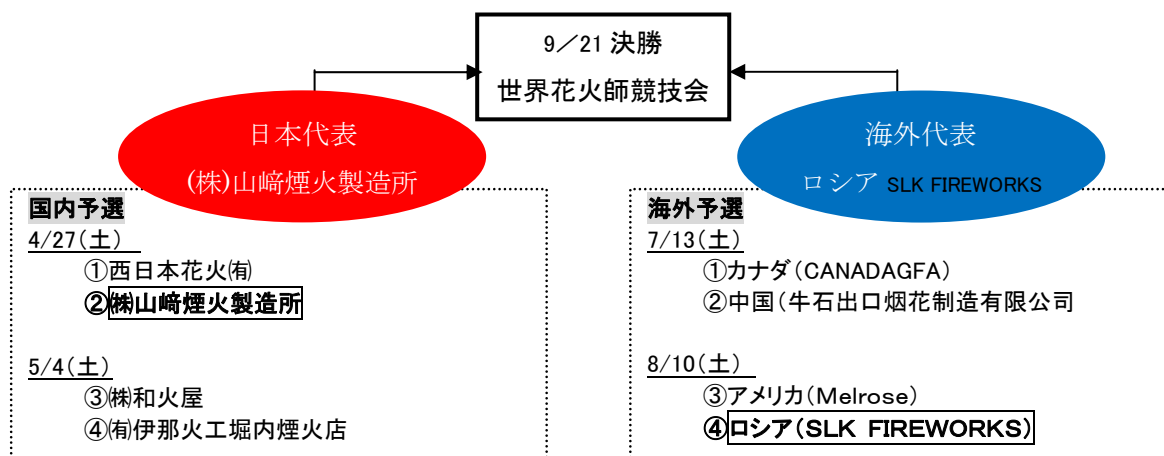 9／21 決勝
世界花火師競技会
日本代表
(株)山﨑煙火製造所
海外代表
ロシア SLK FIREWORKS
国内予選
4/27(土)
①西日本花火㈲
②㈱山﨑煙火製造所
5/4(土)
③㈱和火屋
④㈲伊那火工堀内煙火店
海外予選
7/13(土)
①カナダ(CANADAGFA)
②中国(牛石出口烟花制造有限公司
8/10(土)
③アメリカ(Melrose)
④ロシア(SLK FIREWORKS)